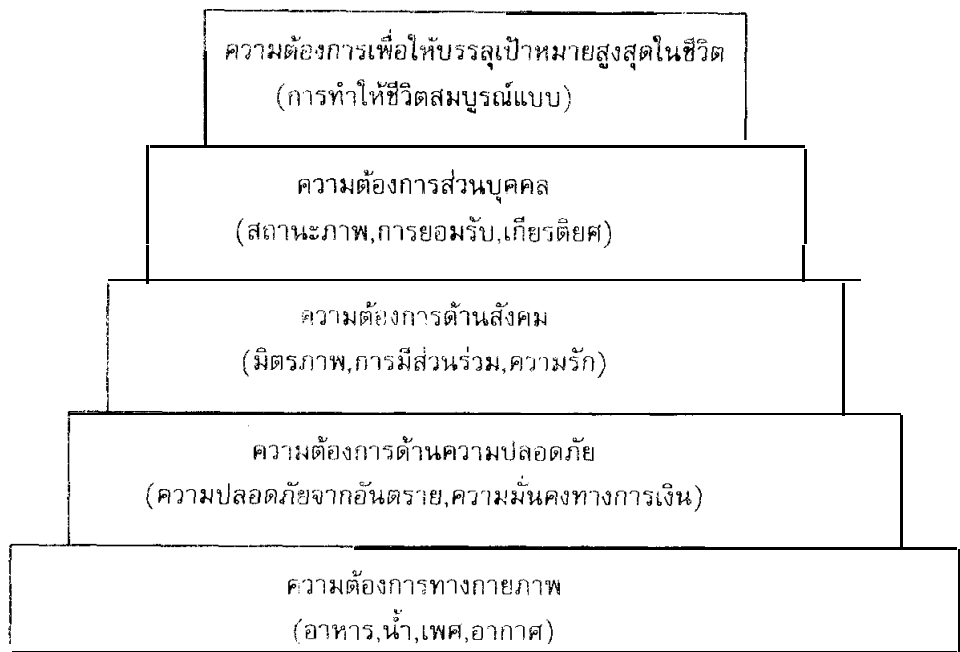 ความต้องการเพื่อให้บรรลุเป้าหมายสูงสุดในชีวิต
(การทำให้ชีวิตสมบูรณ์แบบ)
ความต้องการส่วนบุคคล
(สถานะภาพ,การยอมรับ,เกียรติยศ)
ความต้องการด้านสังคม
(มิตรภาพ,การมีส่วนร่วม,ความรัก)
ความต้องการด้านความปลอดภัย
(ความปลอดภัยจากอันตราย,ความมั่นคงทางการเงิน)
ความต้องการทางกายภาพ
(อาหาร,น้ำ,เพศ,อากาศ)